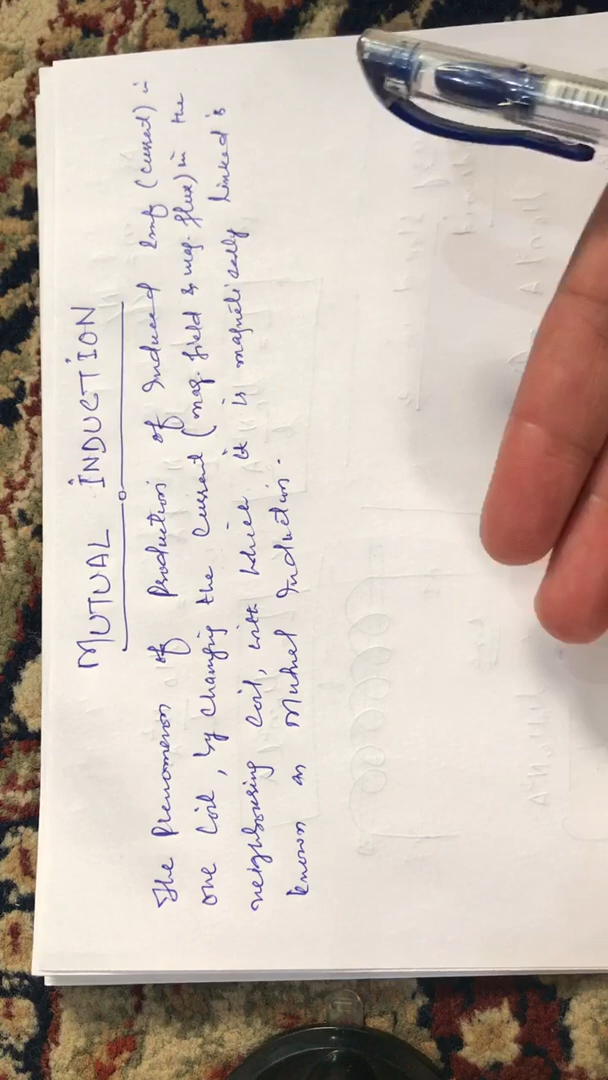 MUTUAL INDUCTION
The Phenomenon of Production of Induced emf (current) in
one Coil, by changing the current (mag. field & mag. flux) in the
neighbouring Coil, with which it is magnetically linked is
known as Mutual Induction.